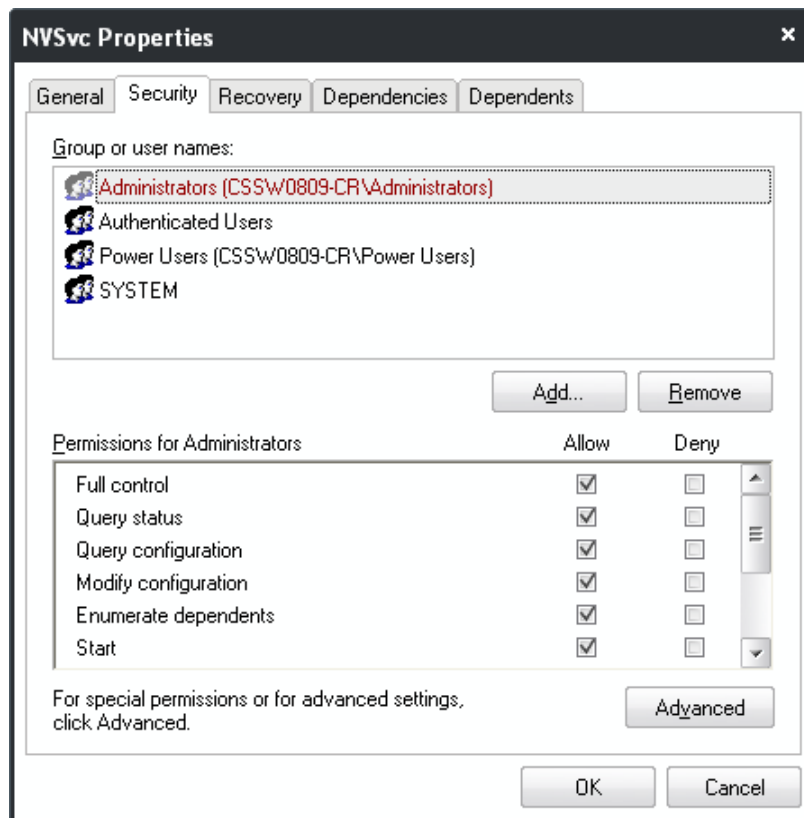 NVSvc Properties
General Security Recovery Dependencies Dependents
Group or user names:
Administrators (CSSW0809-CR\Administrators)
Authenticated Users
Power Users (CSSW0809-CR\Power Users)
SYSTEM
Add... Remove
Permissions for Administrators Allow Deny
Full control
Query status
Query configuration
Modify configuration
Enumerate dependents
Start
For special permissions or for advanced settings,
click Advanced.
Advanced
OK Cancel